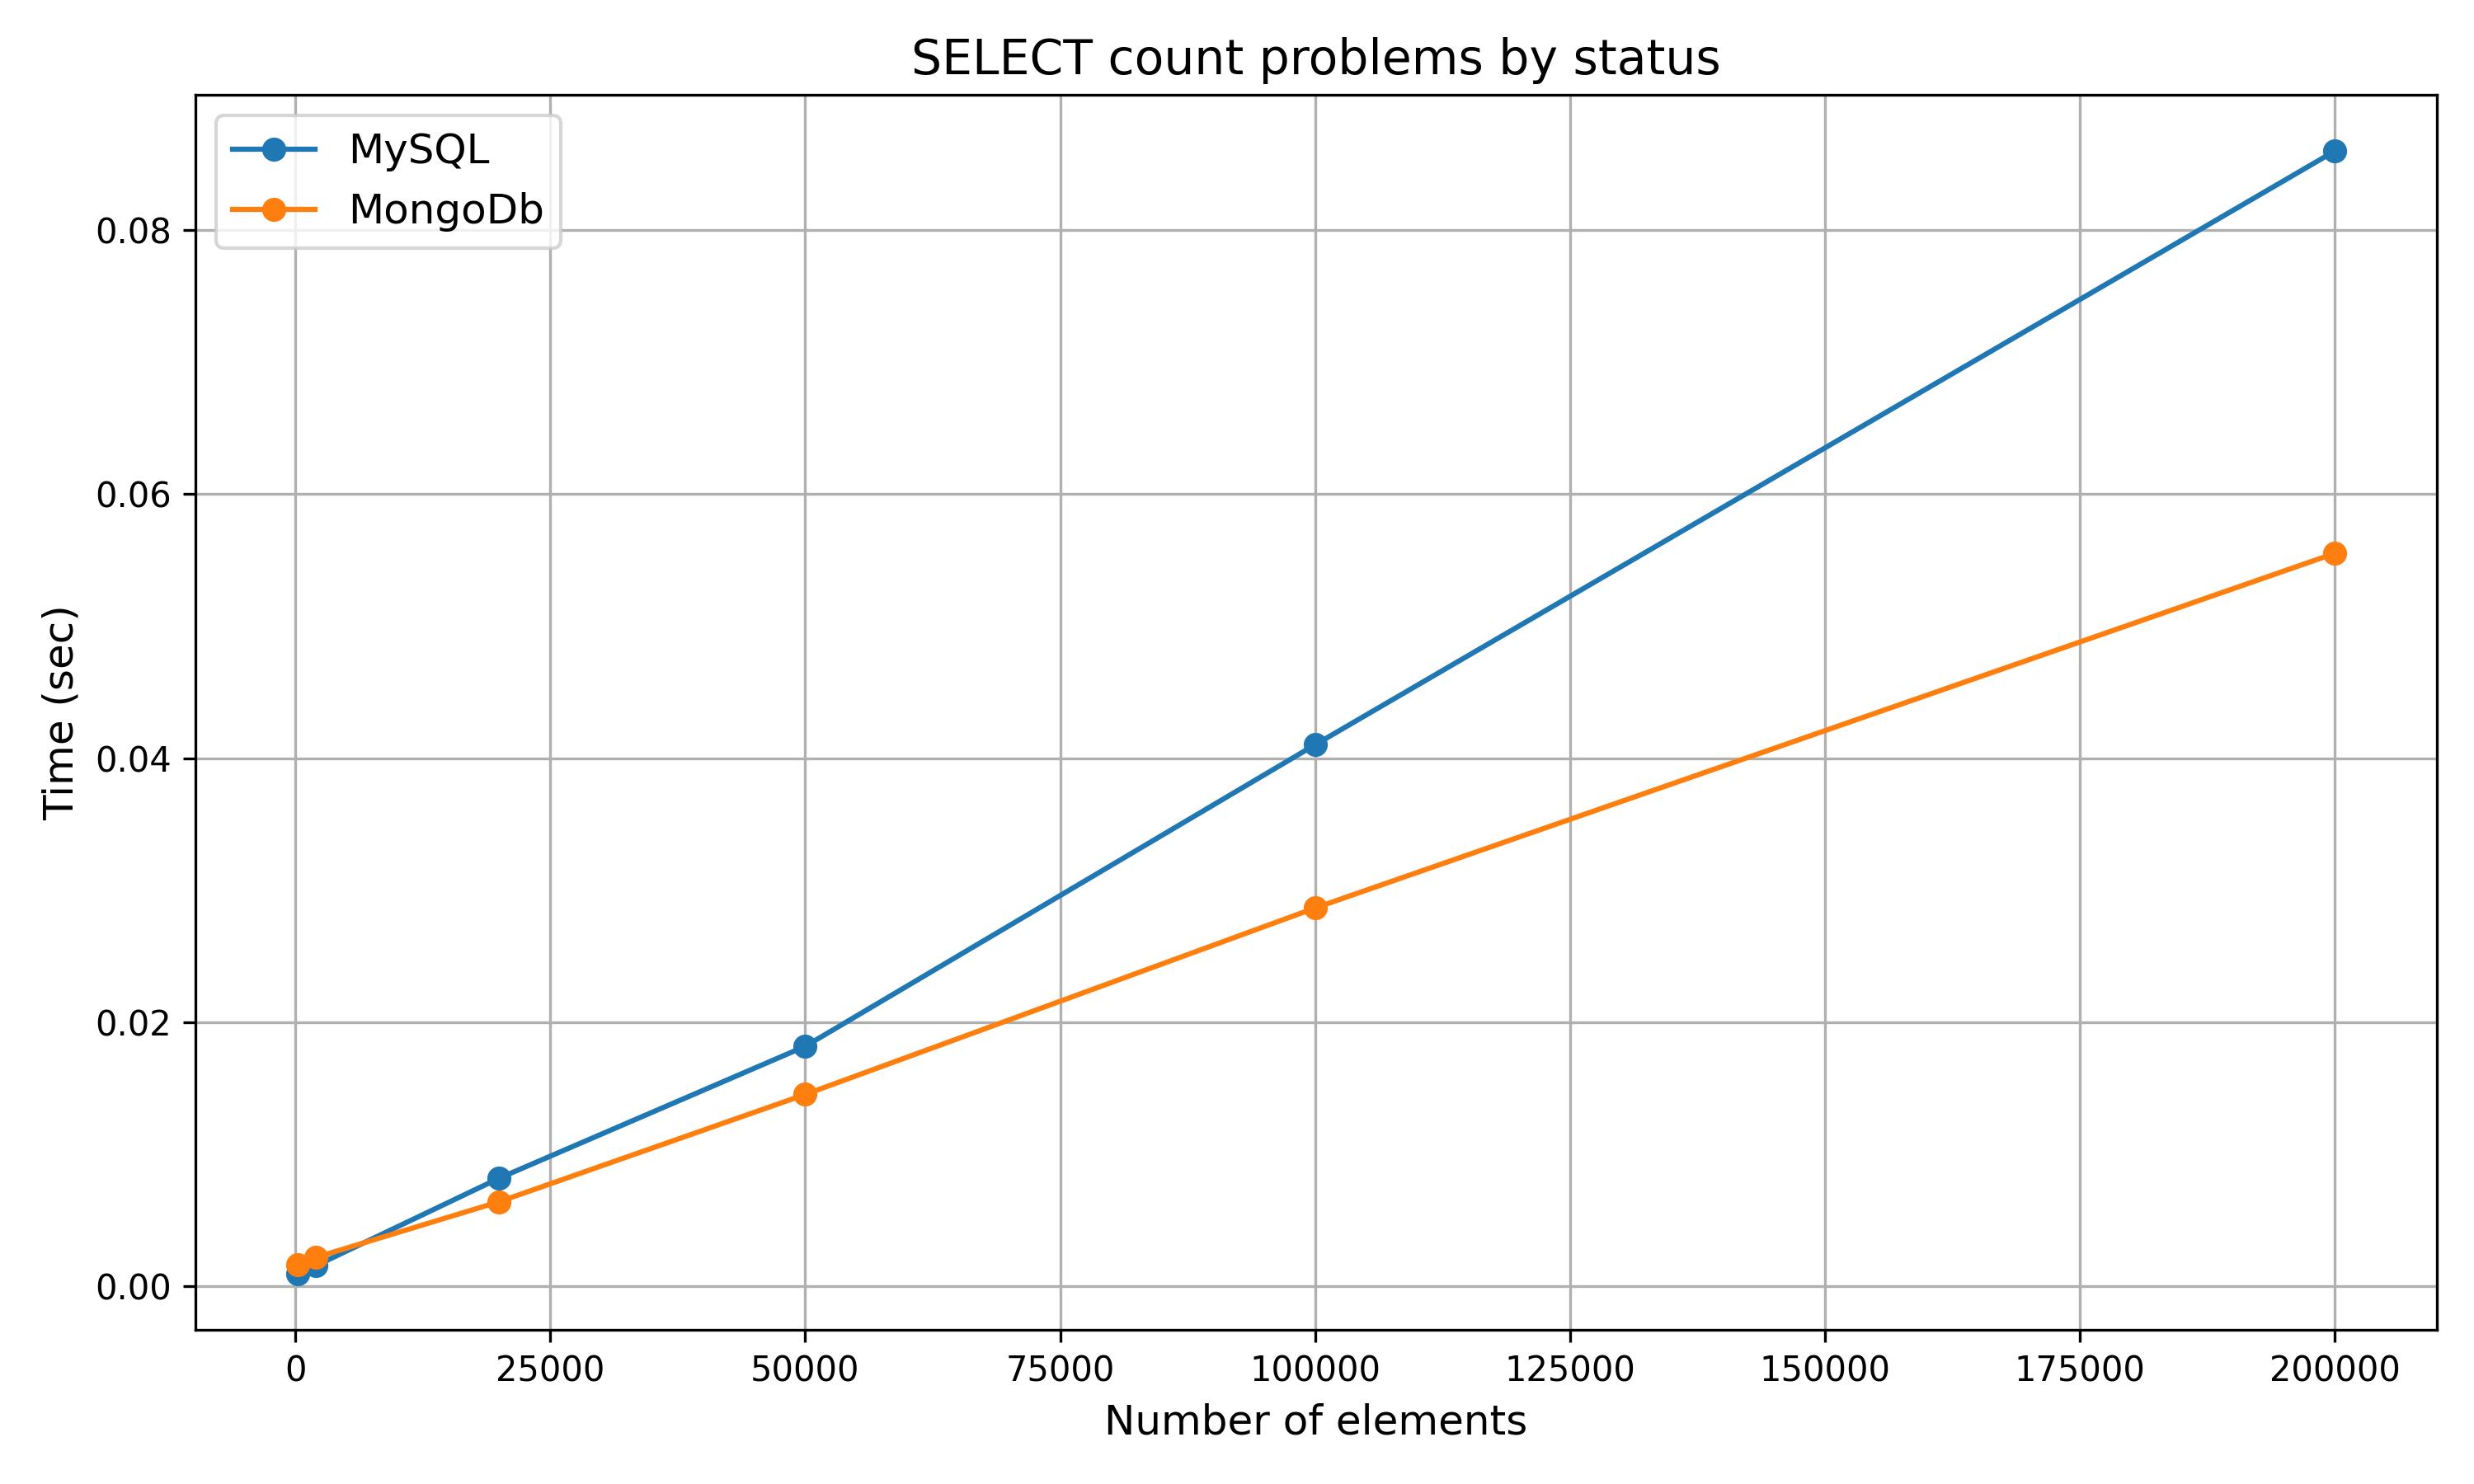 SELECT count problems by status
MySQL
MongoDb
0.08
0.06
0.04
0.02
0.00
Time (sec)
0 25000 50000 75000 100000 125000 150000 175000 200000
Number of elements